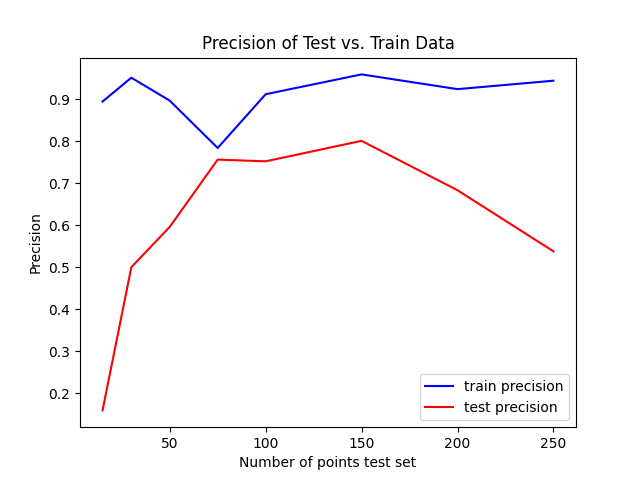 Precision of Test vs. Train Data
Precision
0.9
0.8
0.7
0.6
0.5
0.4
0.3
0.2
train precision
test precision
50 100 150 200 250
Number of points test set